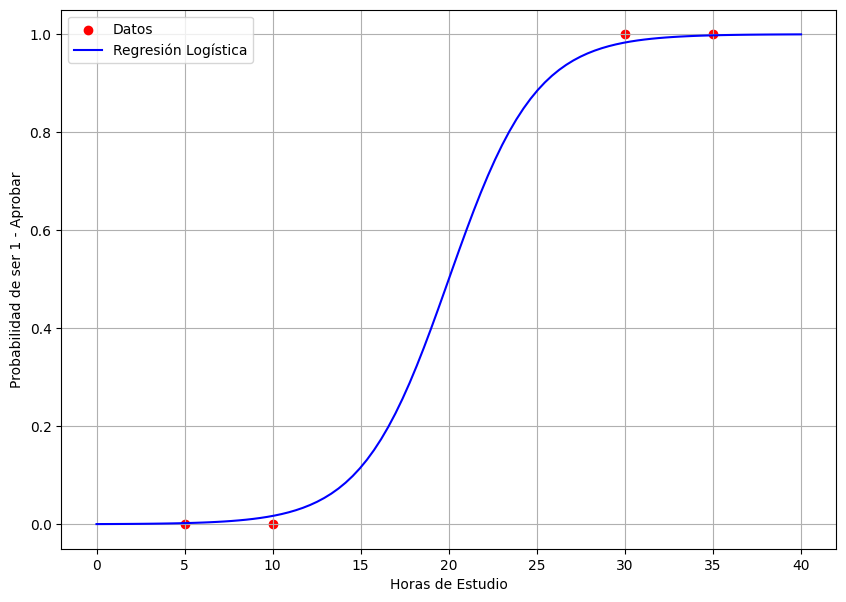 Datos
Regresión Logística
1.0
0.8
0.6
0.4
0.2
0.0
Probabilidad de ser 1 - Aprobar
0 5 10 15 20 25 30 35 40
Horas de Estudio